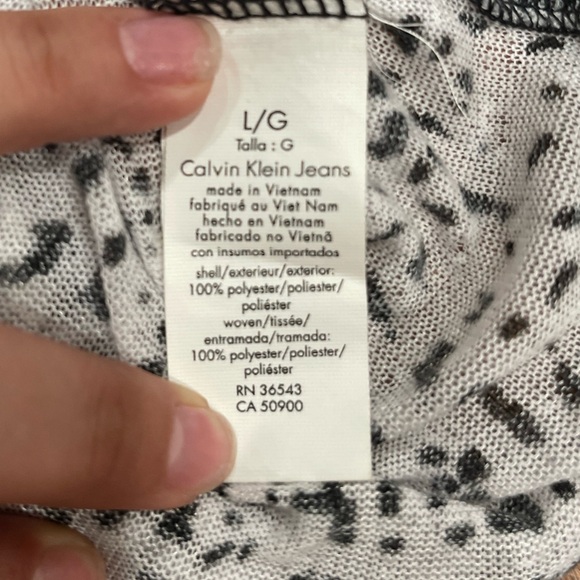 L/G
Talla : G
Calvin Klein Jeans
made in Vietnam
fabriqué au Viet Nam
hecho en Vietnam
fabricado no Vietnã
con insumos importados
shell/exterieur/exterior:
100% polyester/poliester/
poliéster
woven/tissée/
entramada/tramada:
100% polyester/poliester/
poliéster
RN 36543
CA 50900